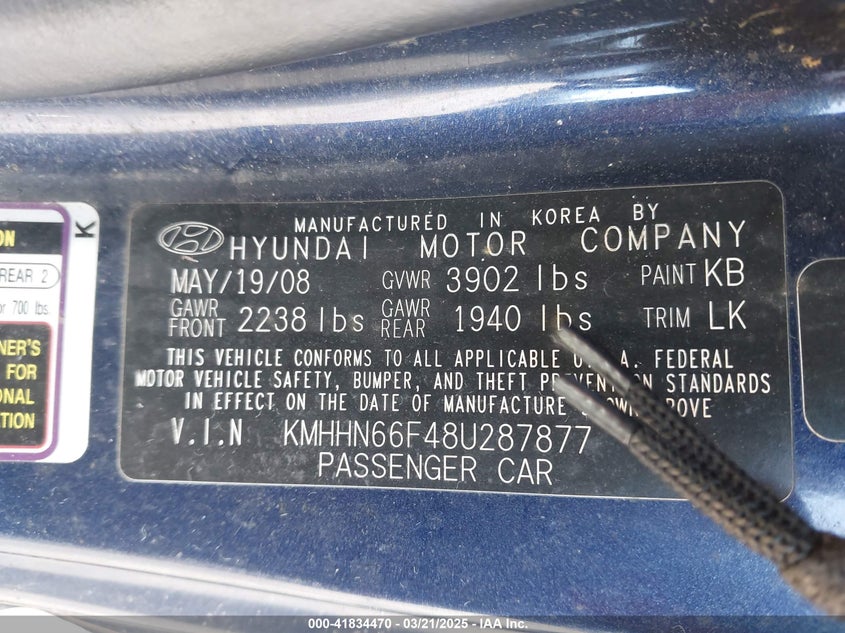 MANUFACTURED IN KOREA BY
HYUNDAI MOTOR COMPANY
MAY/19/08 GVWR 3902 lbs PAINT KB
GAWR FRONT 2238 lbs GAWR REAR 1940 lbs TRIM LK
THIS VEHICLE CONFORMS TO ALL APPLICABLE U. .A. FEDERAL
MOTOR VEHICLE SAFETY, BUMPER, AND THEFT STANDARDS
IN EFFECT ON THE DATE OF MANUFACTURE
V.I.N KMHHN66F48U287877
PASSENGER CAR
K
ON
REAR 2
or 700 lbs.
NER'S
FOR
ONAL
TION
000-41834470 - 03/21/2025 - IAA Inc.